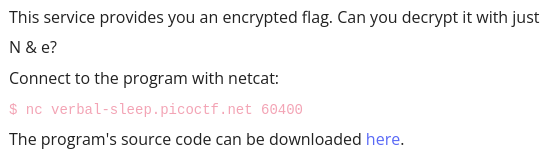 This service provides you an encrypted flag. Can you decrypt it with just
N & e?
Connect to the program with netcat:
$ nc verbal-sleep.picoctf.net 60400
The program's source code can be downloaded here.